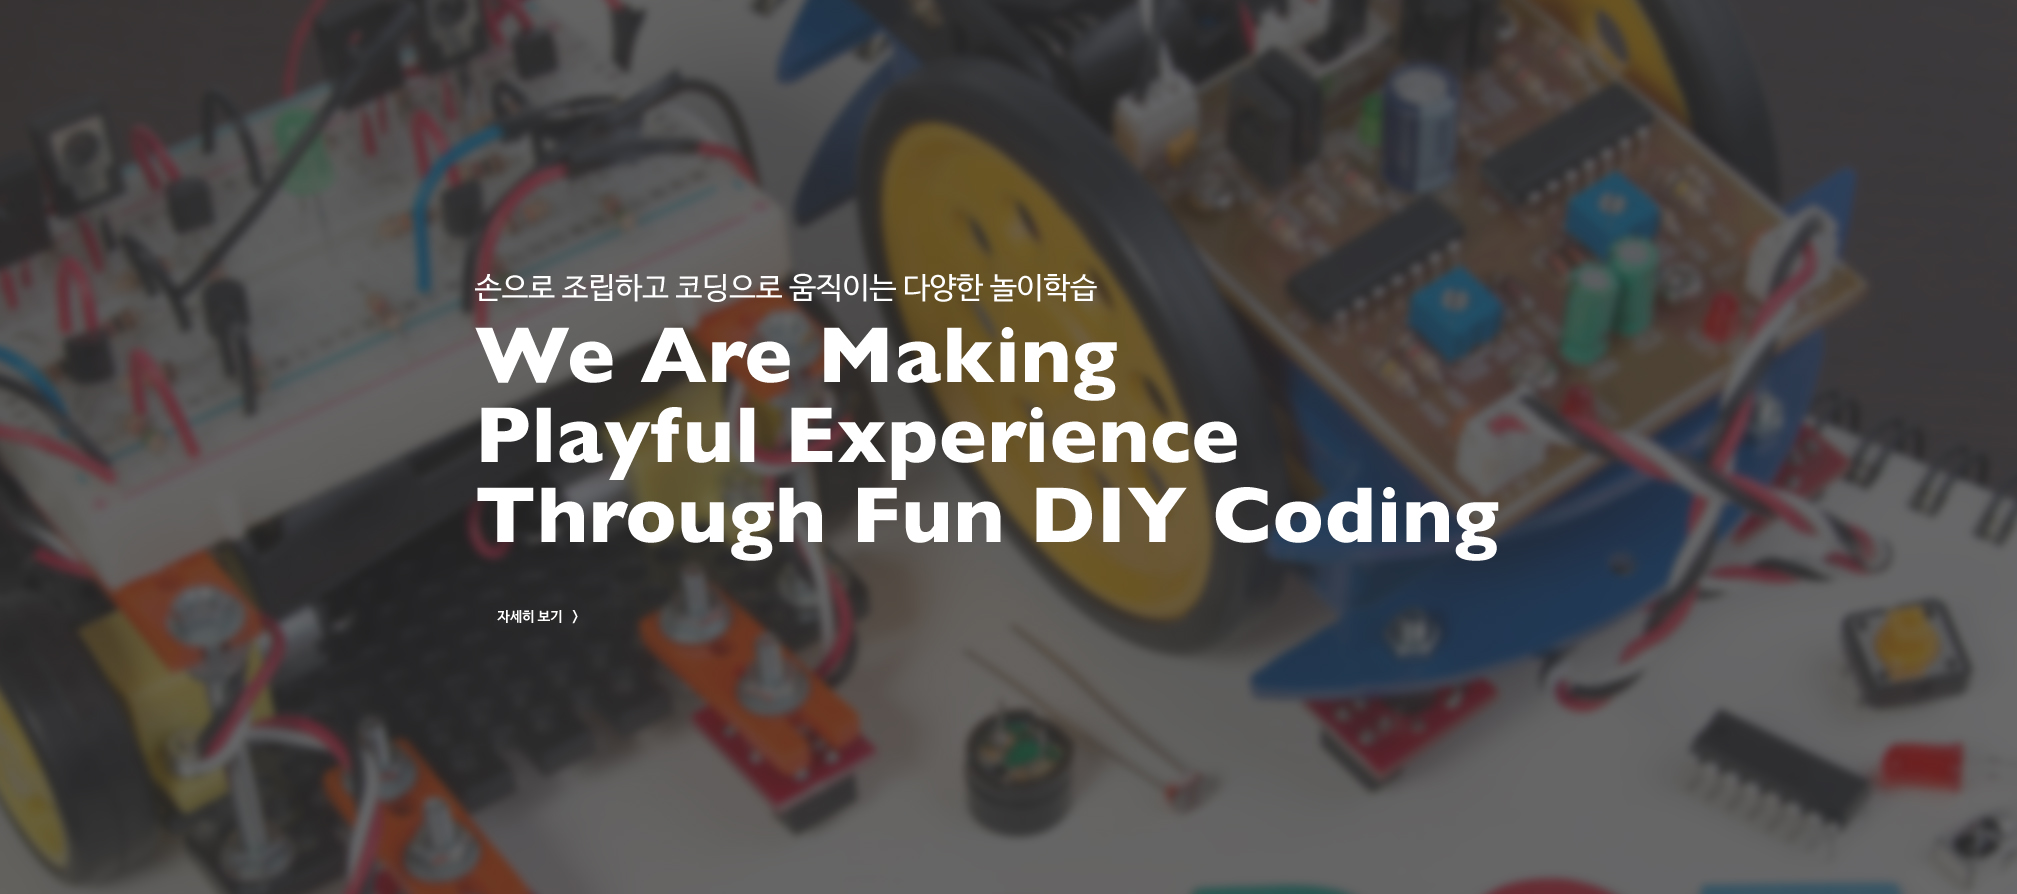 손으로 조립하고 코딩으로 움직이는 다양한 놀이학습
We Are Making
Playful Experience
Through Fun DIY Coding
자세히 보기 〉